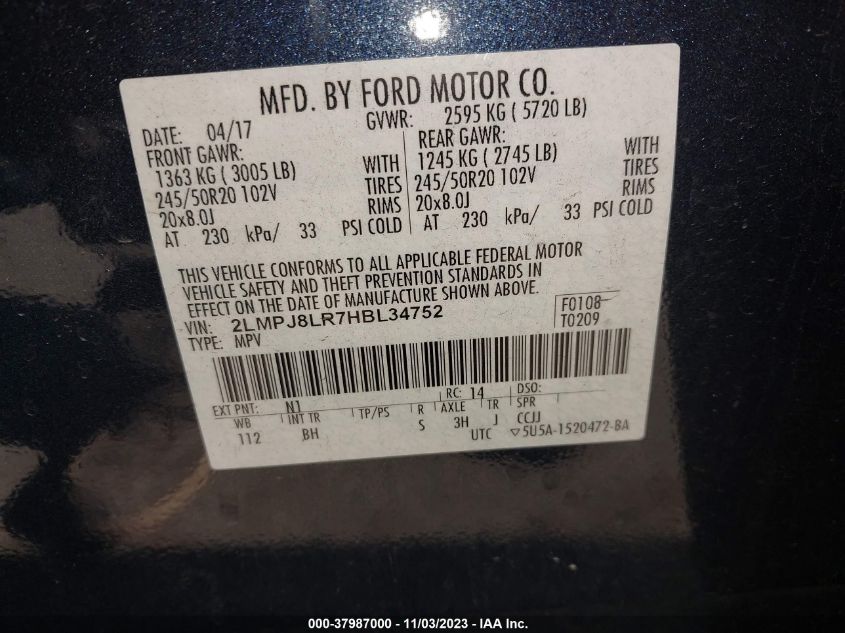 MFD. BY FORD MOTOR CO.
DATE: 04/17 GVWR: 2595 KG ( 5720 LB)
FRONT GAWR: REAR GAWR:
1363 KG ( 3005 LB) WITH 1245 KG ( 2745 LB) WITH
245/50R20 102V TIRES 245/50R20 102V TIRES
20x8.0J RIMS 20x8.0J RIMS
AT 230 kPa/ 33 PSI COLD AT 230 kPa/ 33 PSI COLD
THIS VEHICLE CONFORMS TO ALL APPLICABLE FEDERAL MOTOR
VEHICLE SAFETY AND THEFT PREVENTION STANDARDS IN
EFFECT ON THE DATE OF MANUFACTURE SHOWN ABOVE.
VIN: 2LMPJ8LR7HBL34752 F0108
TYPE: MPV T0209
EXT PNT: N1 RC: 14 DSO:
WB INT TR TP/PS R AXLE TR SPR
112 BH S 3H J CCJJ
UTC ▽5U5A-1520472-BA
000-37987000 - 11/03/2023 - IAA Inc.